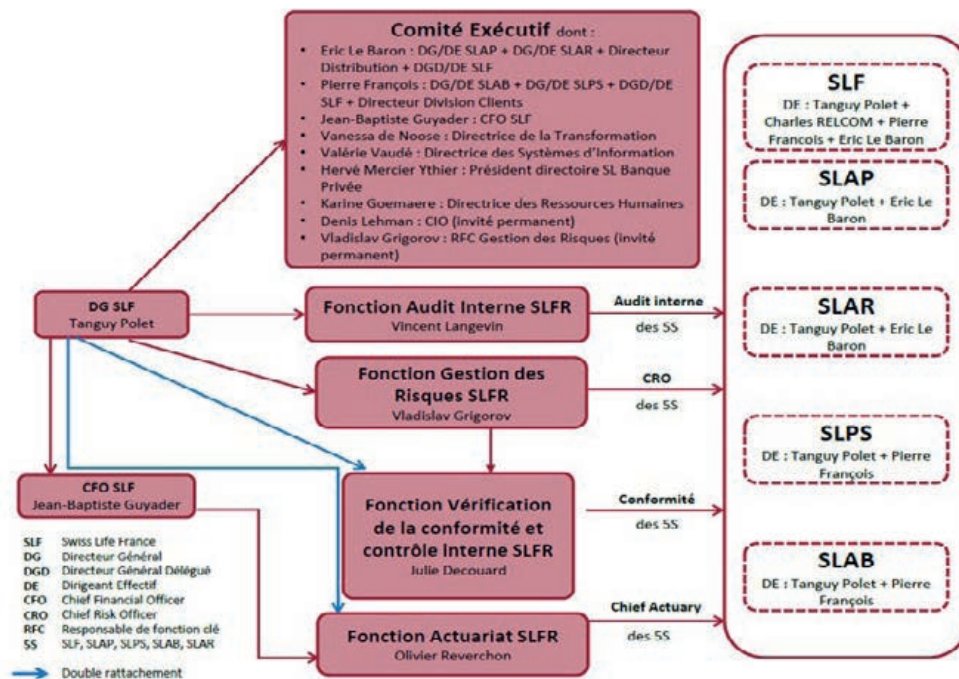 Comité Exécutif dont :
• Eric Le Baron : DG/DE SLAP + DG/DE SLAR + Directeur
Distribution + DGD/DE SLF
• Pierre François : DG/DE SLAB + DG/DE SLPS + DGD/DE
SLF + Directeur Division Clients
• Jean-Baptiste Guyader : CFO SLF
• Vanessa de Noose : Directrice de la Transformation
• Valérie Vaudé : Directrice des Systèmes d'Information
• Hervé Mercier Ythier : Président directoire SL Banque
Privée
• Karine Goemaere : Directrice des Ressources Humaines
• Denis Lehman : CIO (invité permanent)
• Vladislav Grigorov : RFC Gestion des Risques (invité
permanent)
DG SLF
Tanguy Polet
CFO SLF
Jean-Baptiste Guyader
Fonction Audit Interne SLFR
Vincent Langevin
Fonction Gestion des
Risques SLFR
Vladislav Grigorov
Fonction Vérification
de la conformité et
contrôle interne SLFR
Julie Decouard
Fonction Actuariat SLFR
Olivier Reverchon
Audit interne
des 5S
CRO
des 5S
Conformité
des 5S
Chief Actuary
des 5S
SLF
DE : Tanguy Polet +
Charles RELCOM + Pierre
Francois + Eric Le Baron
SLAP
DE : Tanguy Polet + Eric Le
Baron
SLAR
DE : Tanguy Polet + Eric Le
Baron
SLPS
DE : Tanguy Polet + Pierre
François
SLAB
DE : Tanguy Polet + Pierre
François
SLF Swiss Life France
DG Directeur Général
DGD Directeur Général Délégué
DE Dirigeant Effectif
CFO Chief Financial Officer
CRO Chief Risk Officer
RFC Responsable de fonction clé
5S SLF, SLAP, SLPS, SLAB, SLAR
Double rattachement